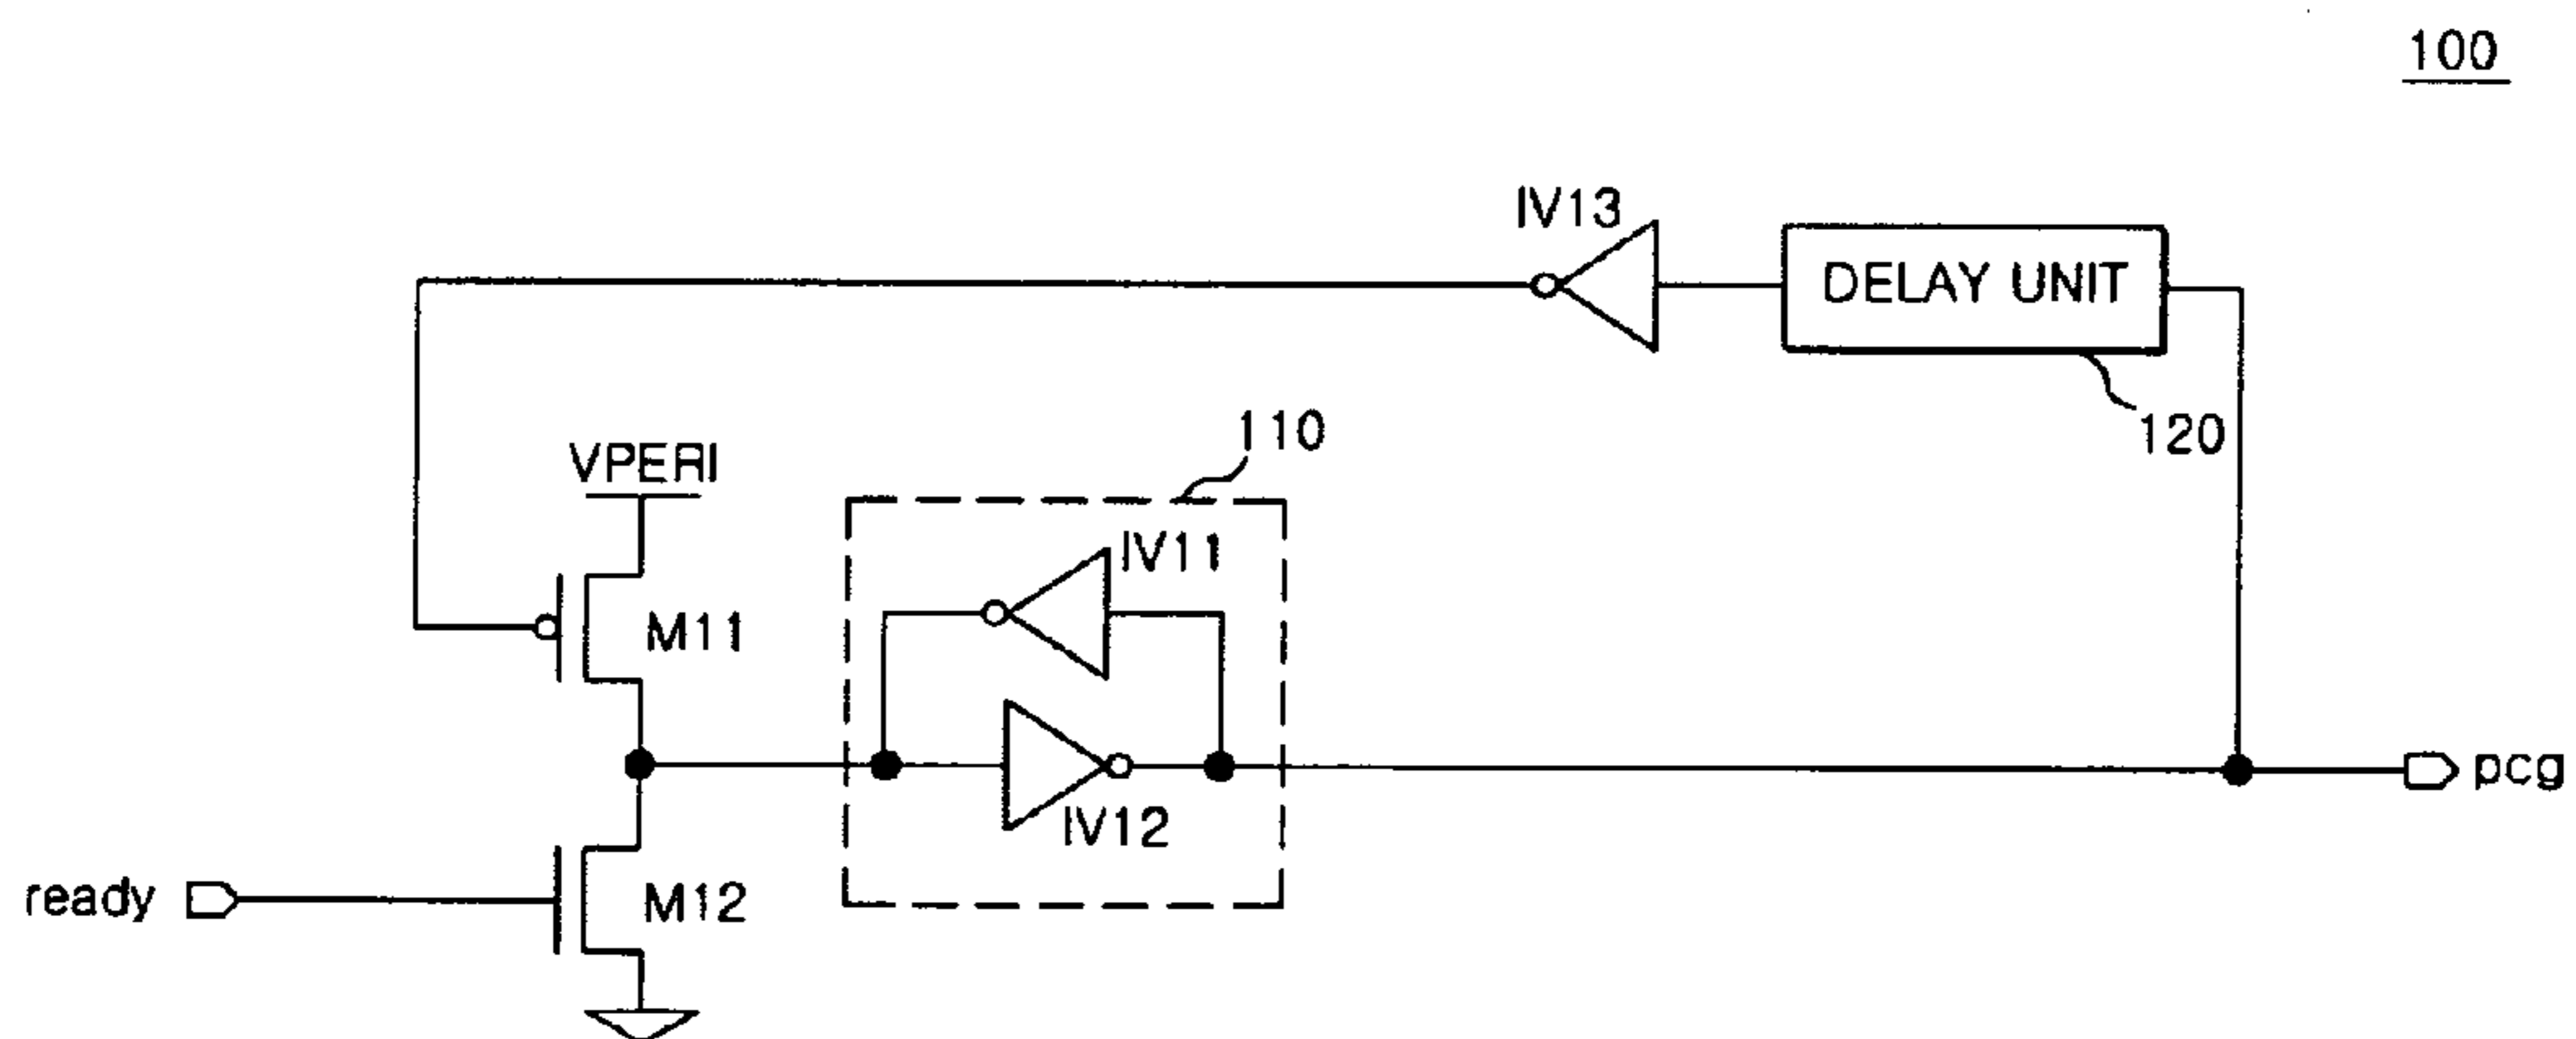 100
IV13
DELAY UNIT
120
110
VPERI
IV11
M11
IV12
pcg
ready
M12